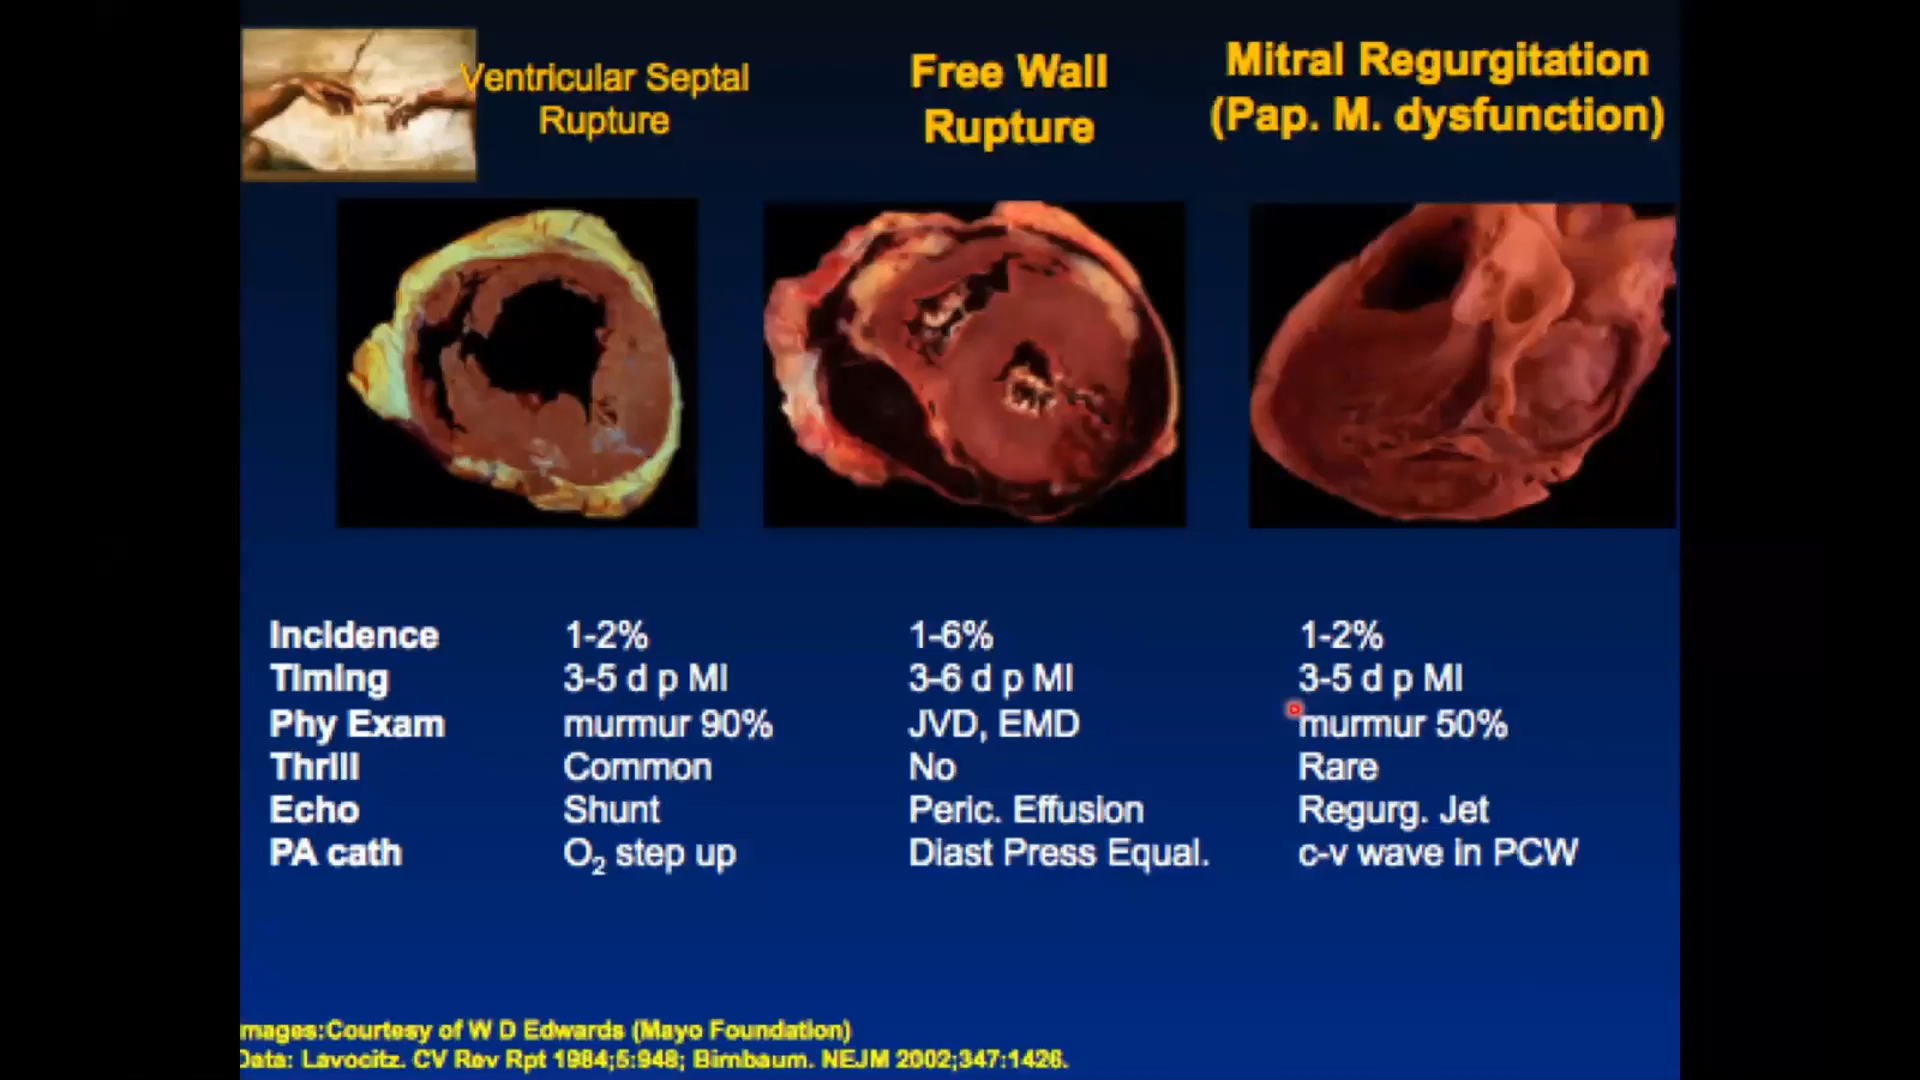 Ventricular Septal
Rupture
Free Wall
Rupture
Mitral Regurgitation
(Pap. M. dysfunction)
Incidence 1-2% 1-6% 1-2%
Timing 3-5 d p MI 3-6 d p MI 3-5 d p MI
Phy Exam murmur 90% JVD, EMD murmur 50%
Thrill Common No Rare
Echo Shunt Peric. Effusion Regurg. Jet
PA cath O₂ step up Diast Press Equal. c-v wave in PCW
mages:Courtesy of W D Edwards (Mayo Foundation)
Data: Lavocitz. CV Rev Rpt 1984;5:948; Birnbaum. NEJM 2002;347:1426.